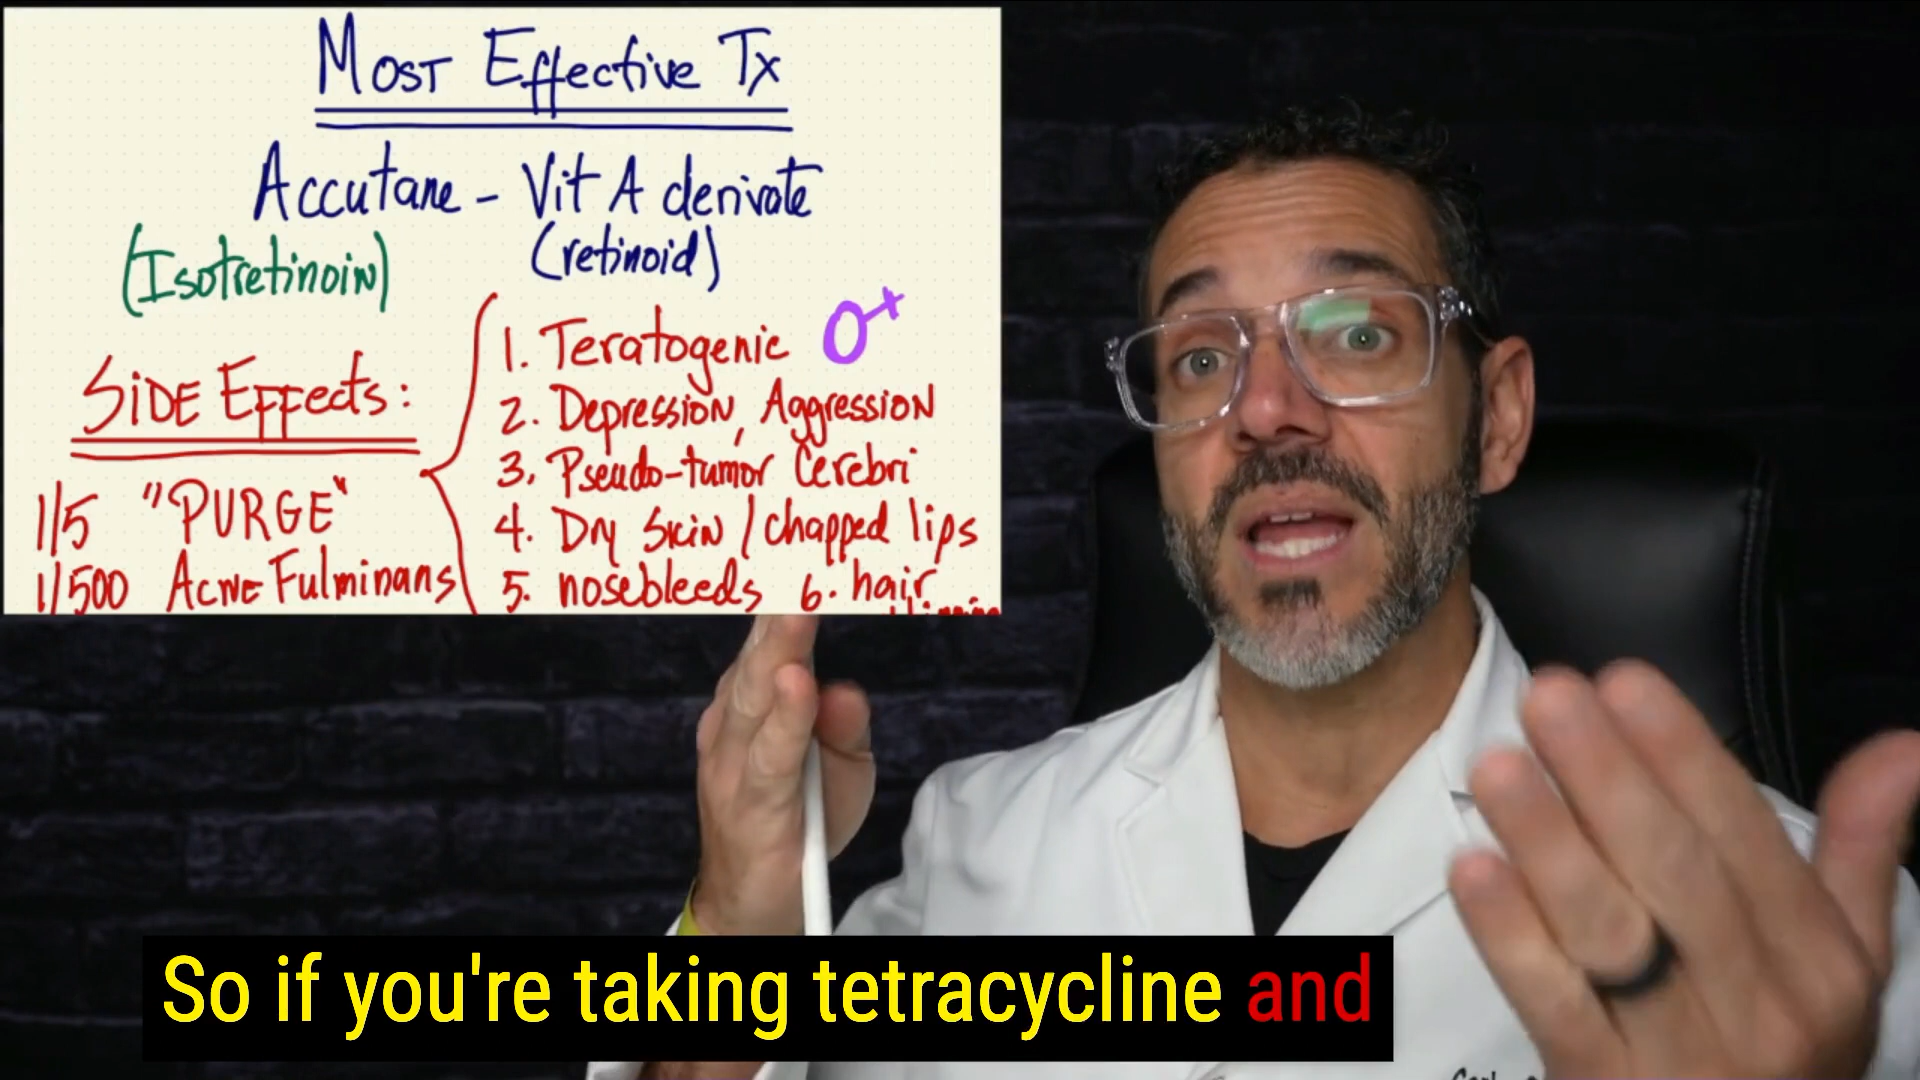 Most Effective Tx
Accutane - Vit A derivate
(Isotretinoin) (retinoid)
Side Effects:
1/5 "PURGE"
1/500 Acne Fulminans
1. Teratogenic
2. Depression, Aggression
3. Pseudo-tumor Cerebri
4. Dry Skin / chapped lips
5. nosebleeds 6. hair
So if you're taking tetracycline and